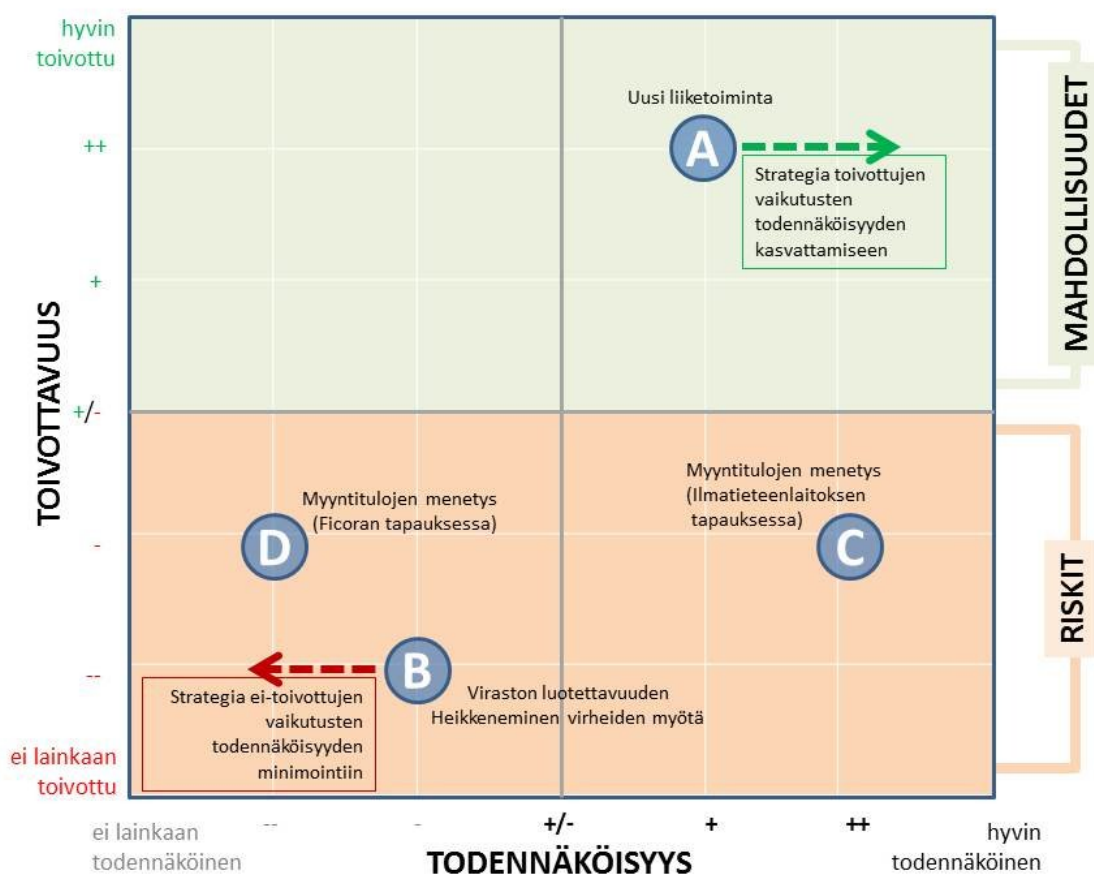 hyvin
toivottu
++
+
+/-
-
--
ei lainkaan
toivottu
TOIVOTTAVUUS
Uusi liiketoiminta
A
Strategia toivottujen
vaikutusten
todennäköisyyden
kasvattamiseen
MAHDOLLISUUDET
Myyntitulojen menetys
(Ficoran tapauksessa)
D
Myyntitulojen menetys
(Ilmatieteenlaitoksen
tapauksessa)
C
RISKIT
B
Viraston luotettavuuden
Heikkeneminen virheiden myötä
Strategia ei-toivottujen
vaikutusten
todennäköisyyden
minimointiin
ei lainkaan
todennäköinen
--
-
+/-
+
++
hyvin
todennäköinen
TODENNÄKÖISYYS